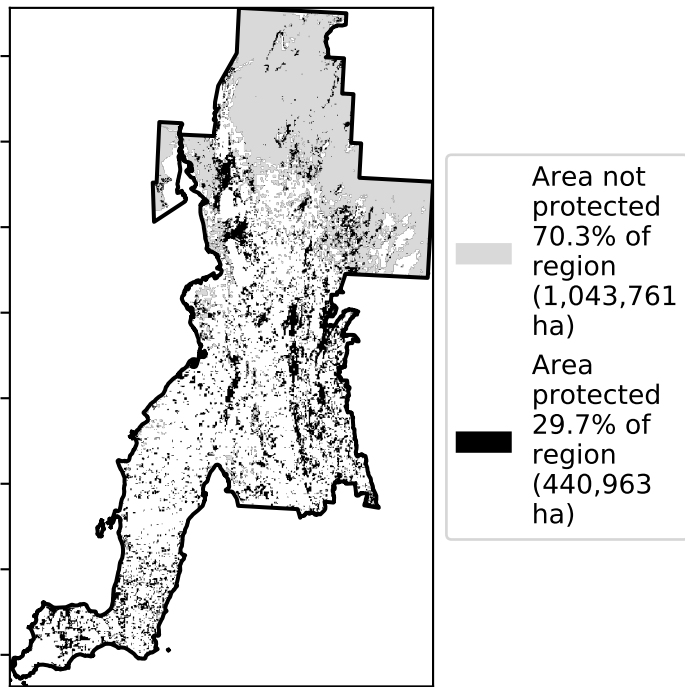 Area not
protected
70.3% of
region
(1,043,761
ha)
Area
protected
29.7% of
region
(440,963
ha)